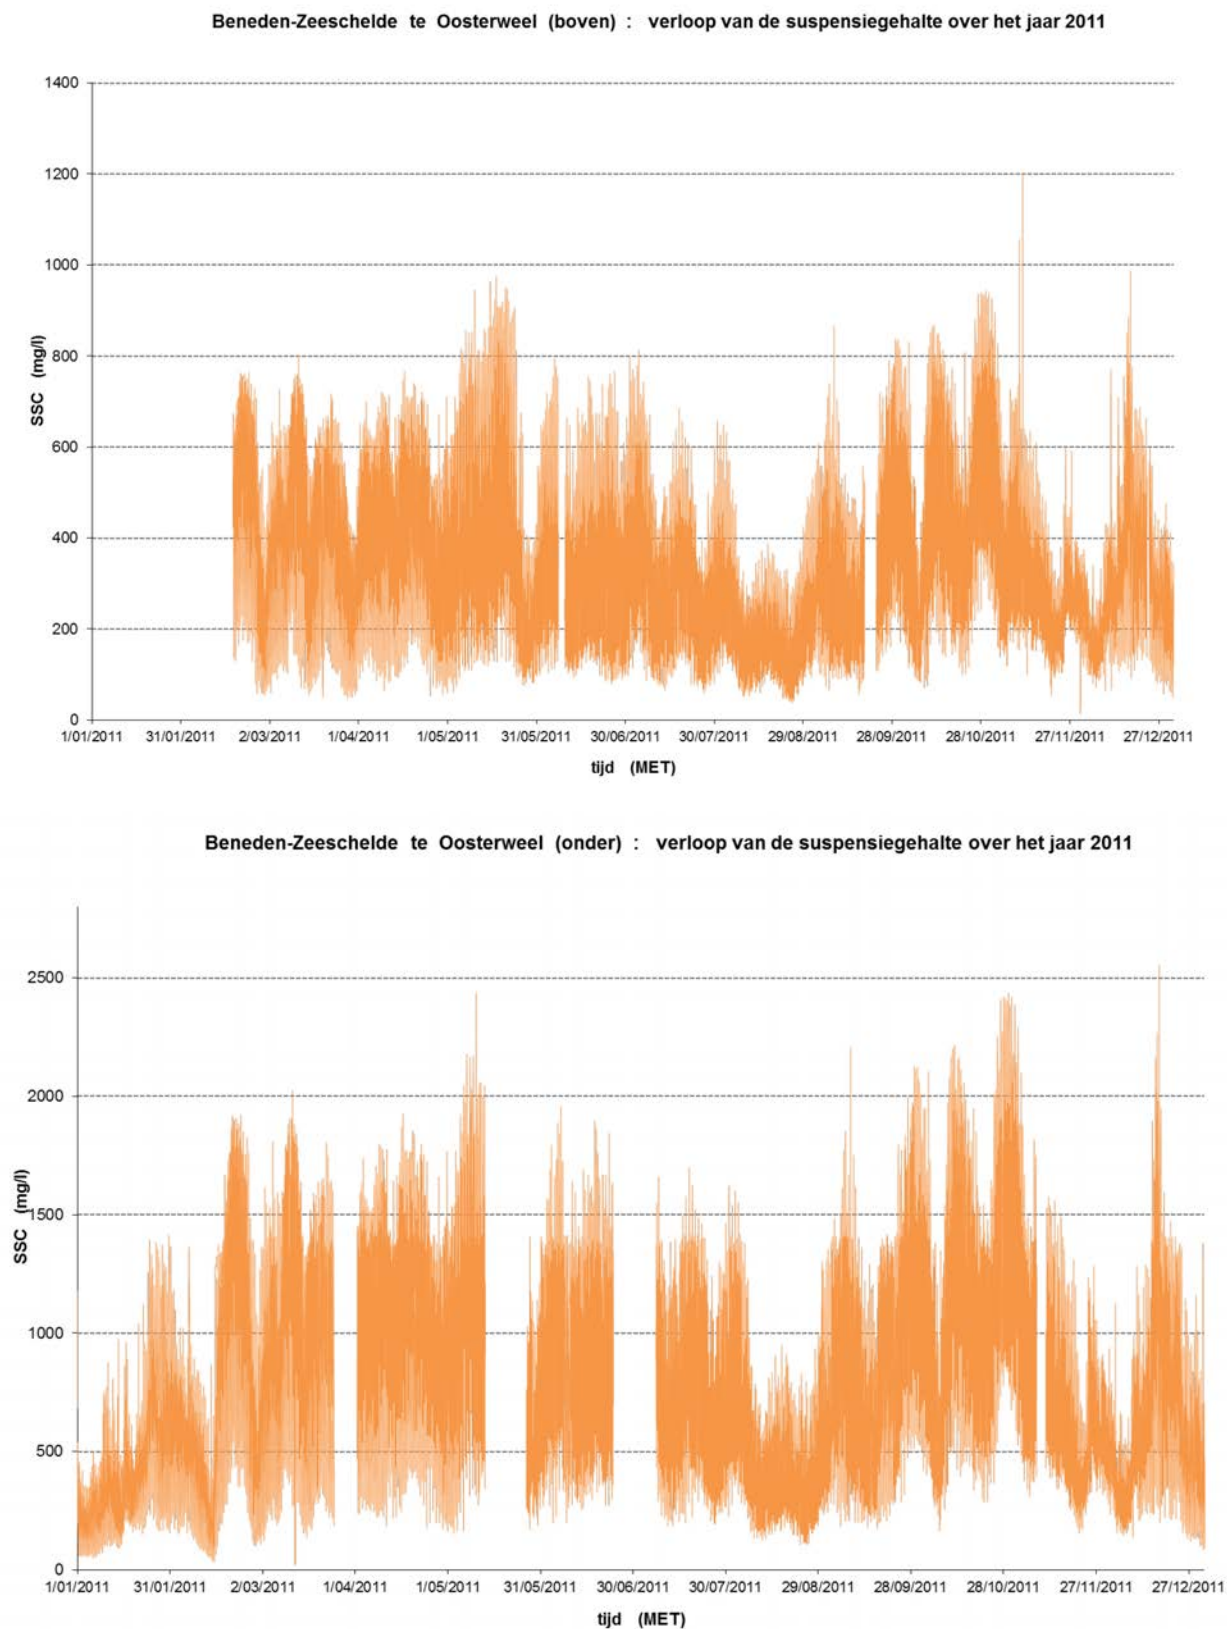 Beneden-Zeeschelde te Oosterweel (boven) : verloop van de suspensiegehalte over het jaar 2011
1400
1200
1000
800
600
400
200
0
SSC (mg/l)
1/01/2011 31/01/2011 2/03/2011 1/04/2011 1/05/2011 31/05/2011 30/06/2011 30/07/2011 29/08/2011 28/09/2011 28/10/2011 27/11/2011 27/12/2011
tijd (MET)
Beneden-Zeeschelde te Oosterweel (onder) : verloop van de suspensiegehalte over het jaar 2011
2500
2000
1500
1000
500
0
SSC (mg/l)
1/01/2011 31/01/2011 2/03/2011 1/04/2011 1/05/2011 31/05/2011 30/06/2011 30/07/2011 29/08/2011 28/09/2011 28/10/2011 27/11/2011 27/12/2011
tijd (MET)